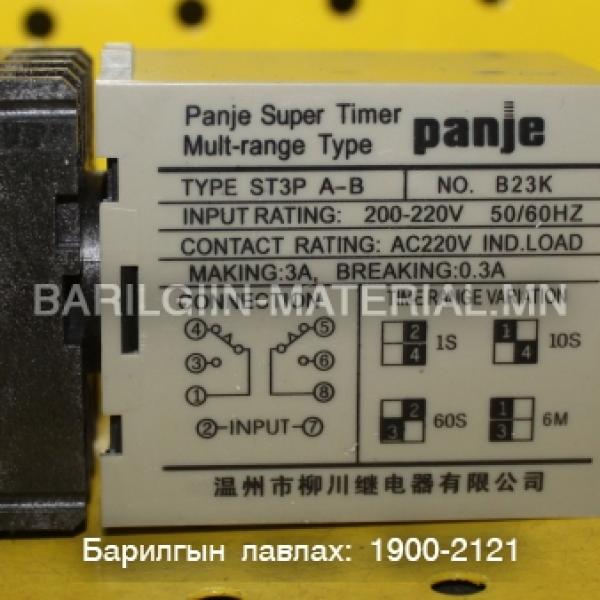 Panje Super Timer
Mult-range Type
panje
TYPE ST3P A-B NO. B23K
INPUT RATING: 200-220V 50/60HZ
CONTACT RATING: AC220V IND.LOAD
MAKING:3A, BREAKING:0.3A
BARILGIIN MATERIAL.MN
CONNECTION TIME RANGE VARIATION
4 5 2 4 1S 1 4 10S
3 6
1 8 2 3 60S 1 3 6M
2-INPUT-7
温州市柳川继电器有限公司
Барилгын лавлах: 1900-2121